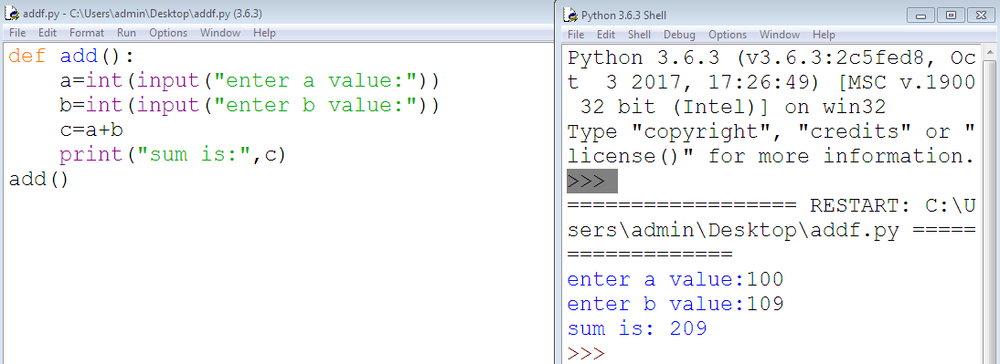 addf.py - C:\Users\admin\Desktop\addf.py (3.6.3)
File Edit Format Run Options Window Help
def add():
    a=int(input("enter a value:"))
    b=int(input("enter b value:"))
    c=a+b
    print("sum is:",c)
add()
Python 3.6.3 Shell
File Edit Shell Debug Options Window Help
Python 3.6.3 (v3.6.3:2c5fed8, Oc
t  3 2017, 17:26:49) [MSC v.1900
 32 bit (Intel)] on win32
Type "copyright", "credits" or "
license()" for more information.
>>>
================== RESTART: C:\U
sers\admin\Desktop\addf.py =====
=============
enter a value:100
enter b value:109
sum is: 209
>>>